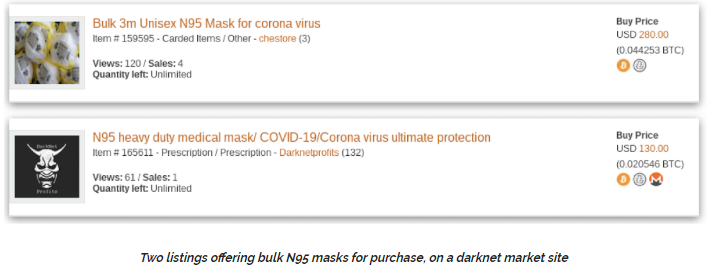 Bulk 3m Unisex N95 Mask for corona virus
Item # 159595 - Carded Items / Other - chestore (3)
Views: 120 / Sales: 4
Quantity left: Unlimited
Buy Price
USD 280.00
(0.044253 BTC)
N95 heavy duty medical mask/ COVID-19/Corona virus ultimate protection
Item # 165611 - Prescription / Prescription - Darknetprofits (132)
Views: 61 / Sales: 1
Quantity left: Unlimited
Buy Price
USD 130.00
(0.020546 BTC)
DarkNet
Profits
Two listings offering bulk N95 masks for purchase, on a darknet market site